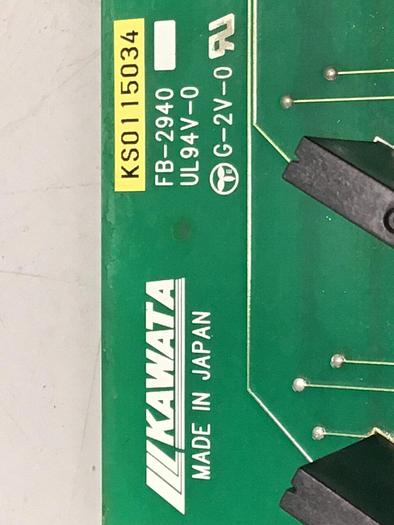 KS0115034
FB-2940
UL94V-0
G-2V-0
KAWATA
MADE IN JAPAN